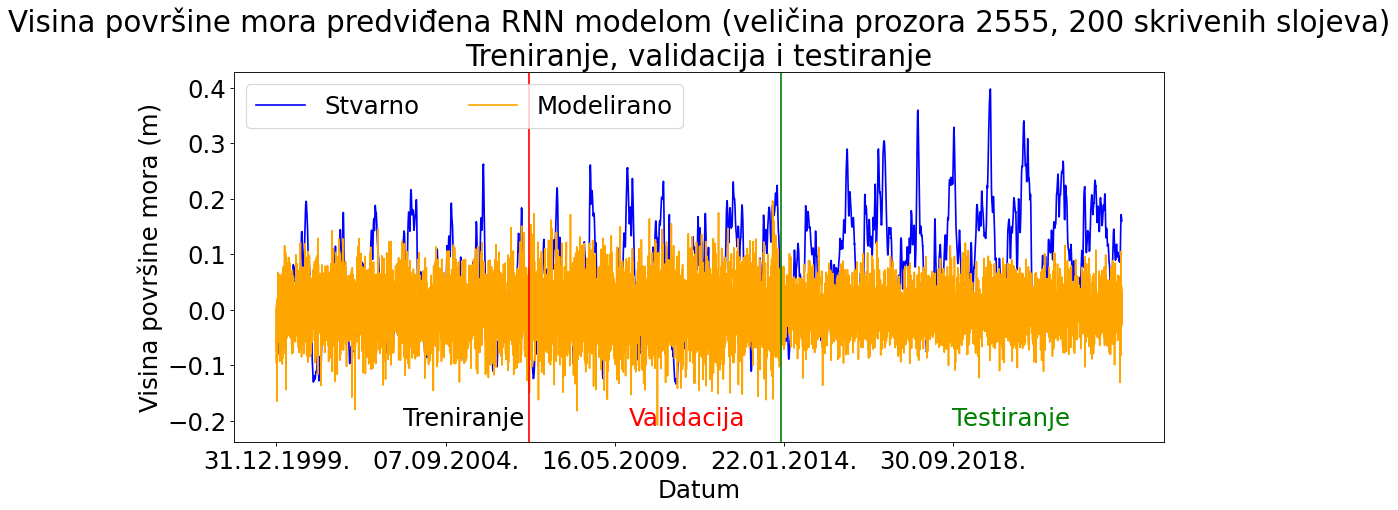 Visina površine mora predviđena RNN modelom (veličina prozora 2555, 200 skrivenih slojeva)
Treniranje, validacija i testiranje
Stvarno
Modelirano
Visina površine mora (m)
0.4
0.3
0.2
0.1
0.0
−0.1
−0.2
Treniranje
Validacija
Testiranje
31.12.1999.
07.09.2004.
16.05.2009.
22.01.2014.
30.09.2018.
Datum